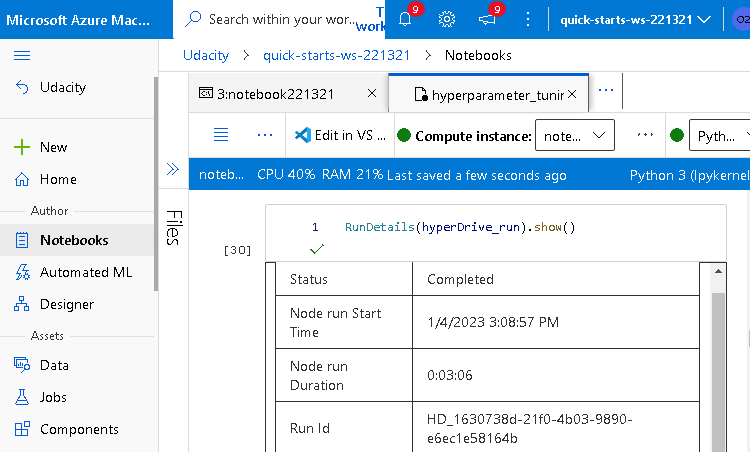 Microsoft Azure Mac...
Search within your wor...
T
work
9
9
quick-starts-ws-221321
OZ
Udacity
Udacity > quick-starts-ws-221321 > Notebooks
3:notebook221321 ×
hyperparameter_tunir ×
...
New
... Edit in VS ... Compute instance: note... ... Pyth...
Home
noteb... CPU 40% RAM 21% Last saved a few seconds ago Python 3 (Ipykernel
Author
Notebooks
Automated ML
Designer
Assets
Data
Jobs
Components
Files
1 RunDetails(hyperDrive_run).show()
[30]
Status Completed
Node run Start
Time
1/4/2023 3:08:57 PM
Node run
Duration
0:03:06
Run Id
HD_1630738d-21f0-4b03-9890-
e6ec1e58164b